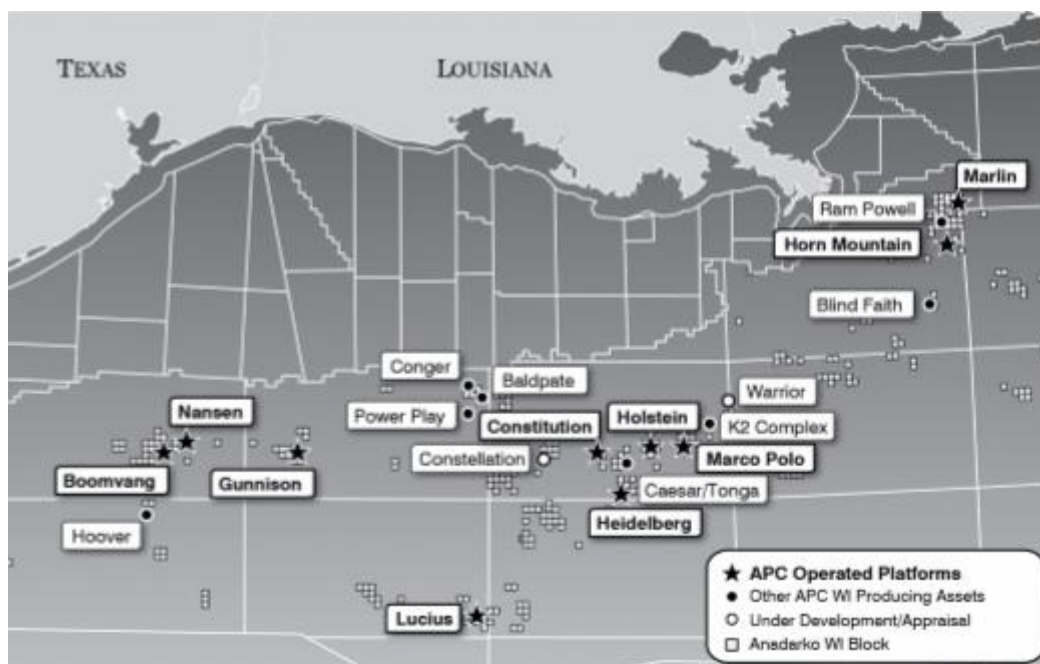 TEXAS
LOUISIANA
Marlin
Ram Powell
Horn Mountain
Blind Faith
Conger
Baldpate
Warrior
Nansen
Power Play
Holstein
Constitution
K2 Complex
Constellation
Marco Polo
Boomvang
Gunnison
Caesar/Tonga
Heidelberg
Hoover
Lucius
APC Operated Platforms
Other APC WI Producing Assets
Under Development/Appraisal
Anadarko WI Block